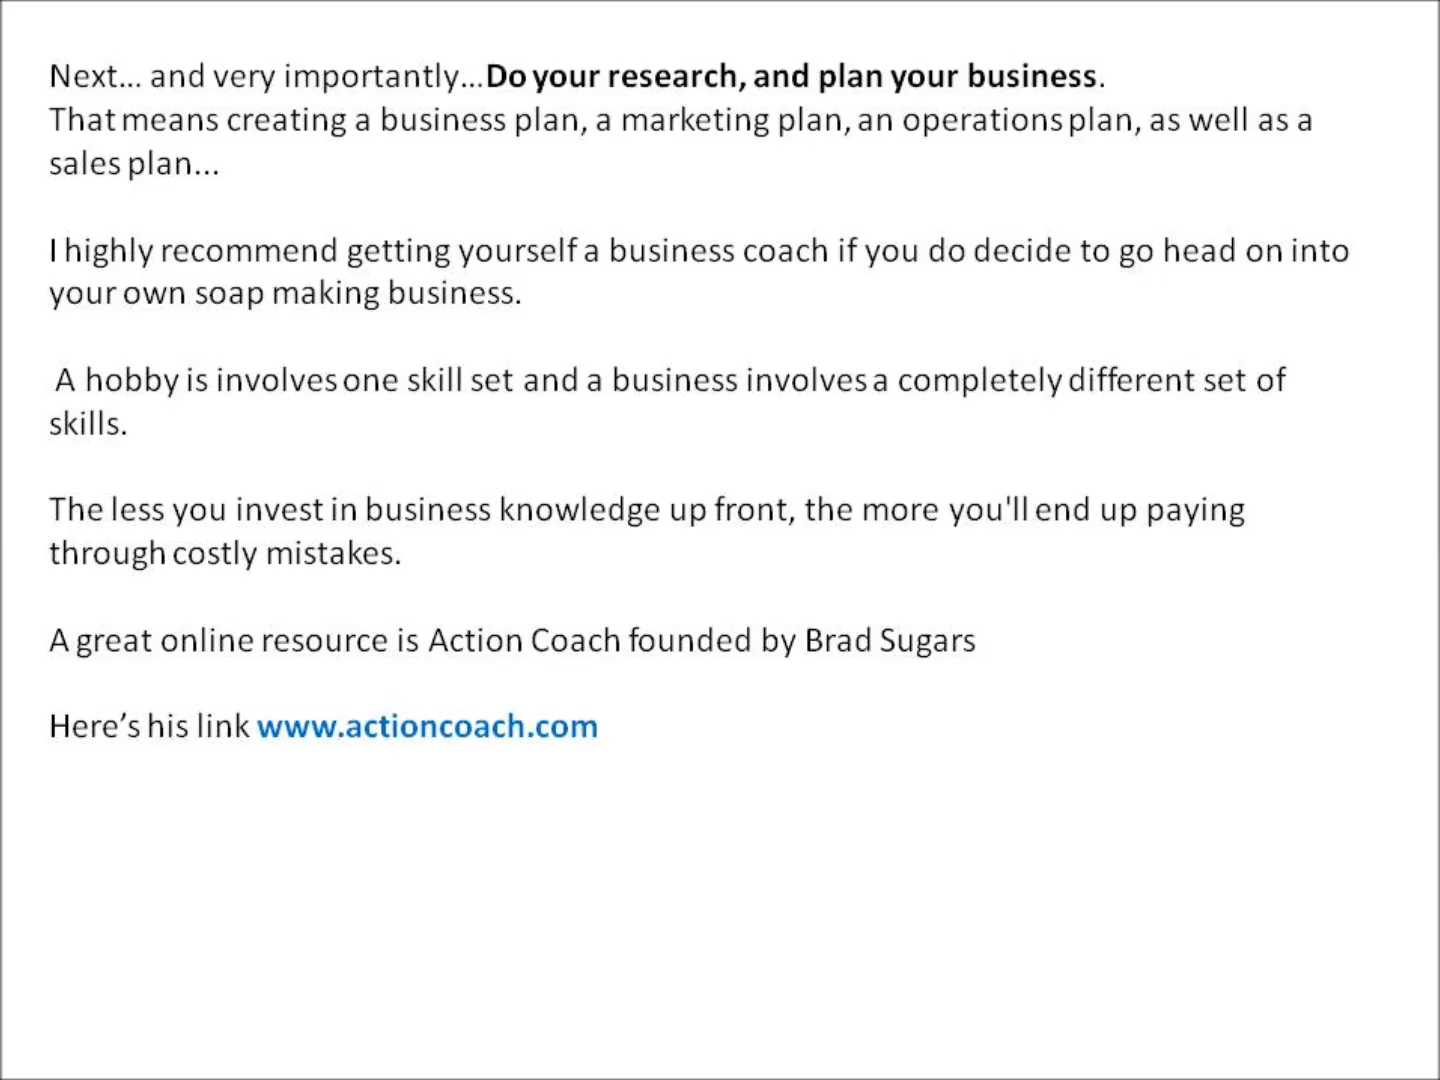 Next... and very importantly...Do your research, and plan your business.
That means creating a business plan, a marketing plan, an operations plan, as well as a
sales plan...
I highly recommend getting yourself a business coach if you do decide to go head on into
your own soap making business.
A hobby is involves one skill set and a business involves a completely different set of
skills.
The less you invest in business knowledge up front, the more you'll end up paying
through costly mistakes.
A great online resource is Action Coach founded by Brad Sugars
Here’s his link www.actioncoach.com